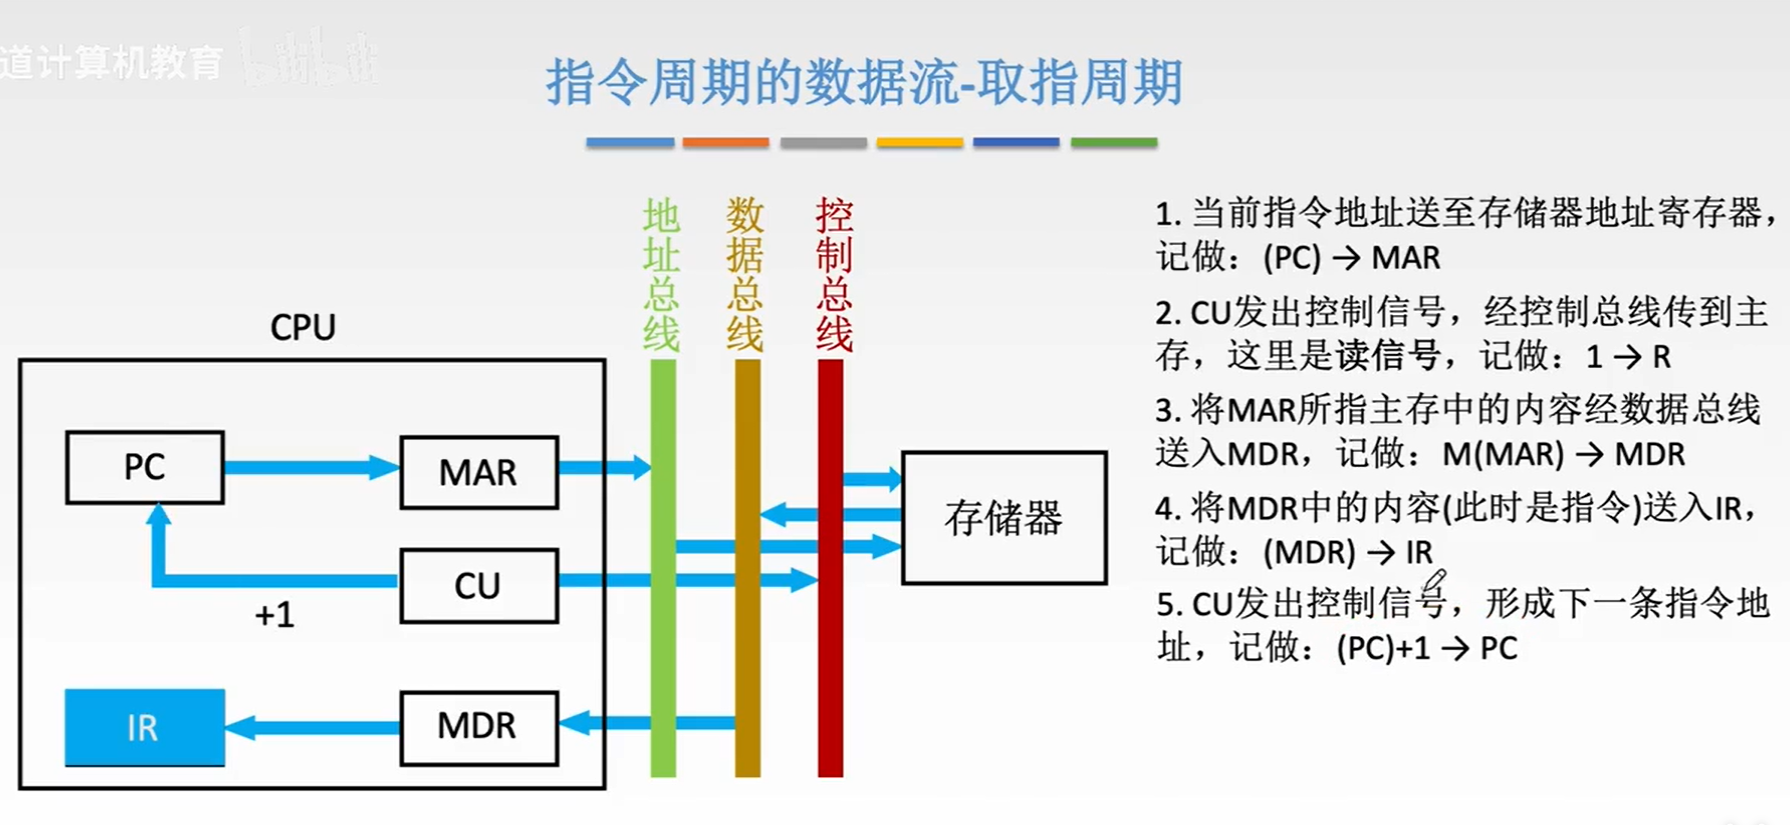 道计算机教育 bilibili
指令周期的数据流-取指周期
地址总线
数据总线
控制总线
CPU
PC
MAR
CU
+1
IR
MDR
存储器
1. 当前指令地址送至存储器地址寄存器，
记做：(PC) → MAR
2. CU发出控制信号，经控制总线传到主
存，这里是读信号，记做：1 → R
3. 将MAR所指主存中的内容经数据总线
送入MDR，记做：M(MAR) → MDR
4. 将MDR中的内容(此时是指令)送入IR，
记做：(MDR) → IR
5. CU发出控制信号，形成下一条指令地
址，记做：(PC)+1 → PC